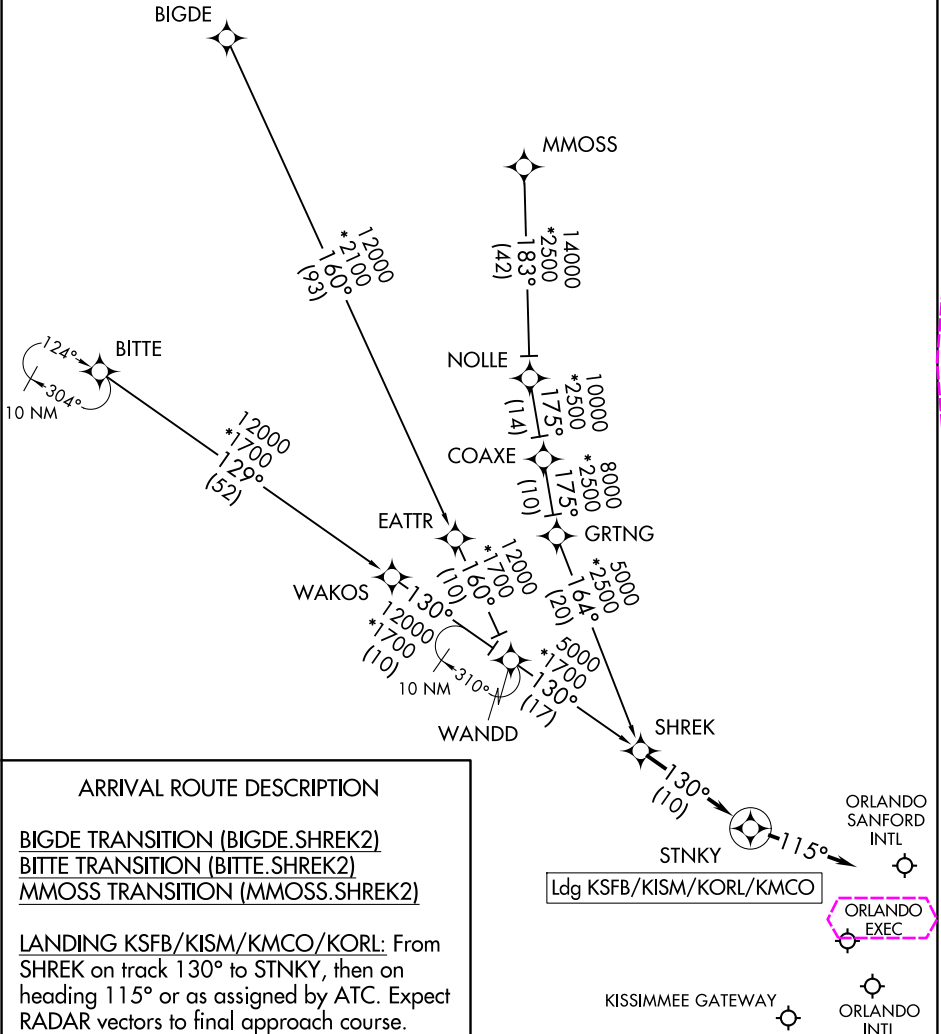 BIGDE
MMOSS
12000
*2100
160°
(93)
14000
*2500
183°
(42)
BITTE
124°
304°
10 NM
NOLLE
10000
*2500
175°
(14)
12000
*1700
129°
(52)
COAXE
8000
*2500
175°
(10)
EATTR
GRTNG
12000
*1700
160°
(10)
5000
*2500
164°
(20)
WAKOS
130°
12000
*1700
(10)
310°
10 NM
5000
*1700
130°
(17)
WANDD
SHREK
130°
(10)
STNKY
115°
Ldg KSFB/KISM/KORL/KMCO
ORLANDO
SANFORD
INTL
ORLANDO
EXEC
KISSIMMEE GATEWAY
ORLANDO
INTL
ARRIVAL ROUTE DESCRIPTION
BIGDE TRANSITION (BIGDE.SHREK2)
BITTE TRANSITION (BITTE.SHREK2)
MMOSS TRANSITION (MMOSS.SHREK2)
LANDING KSFB/KISM/KMCO/KORL: From
SHREK on track 130° to STNKY, then on
heading 115° or as assigned by ATC. Expect
RADAR vectors to final approach course.